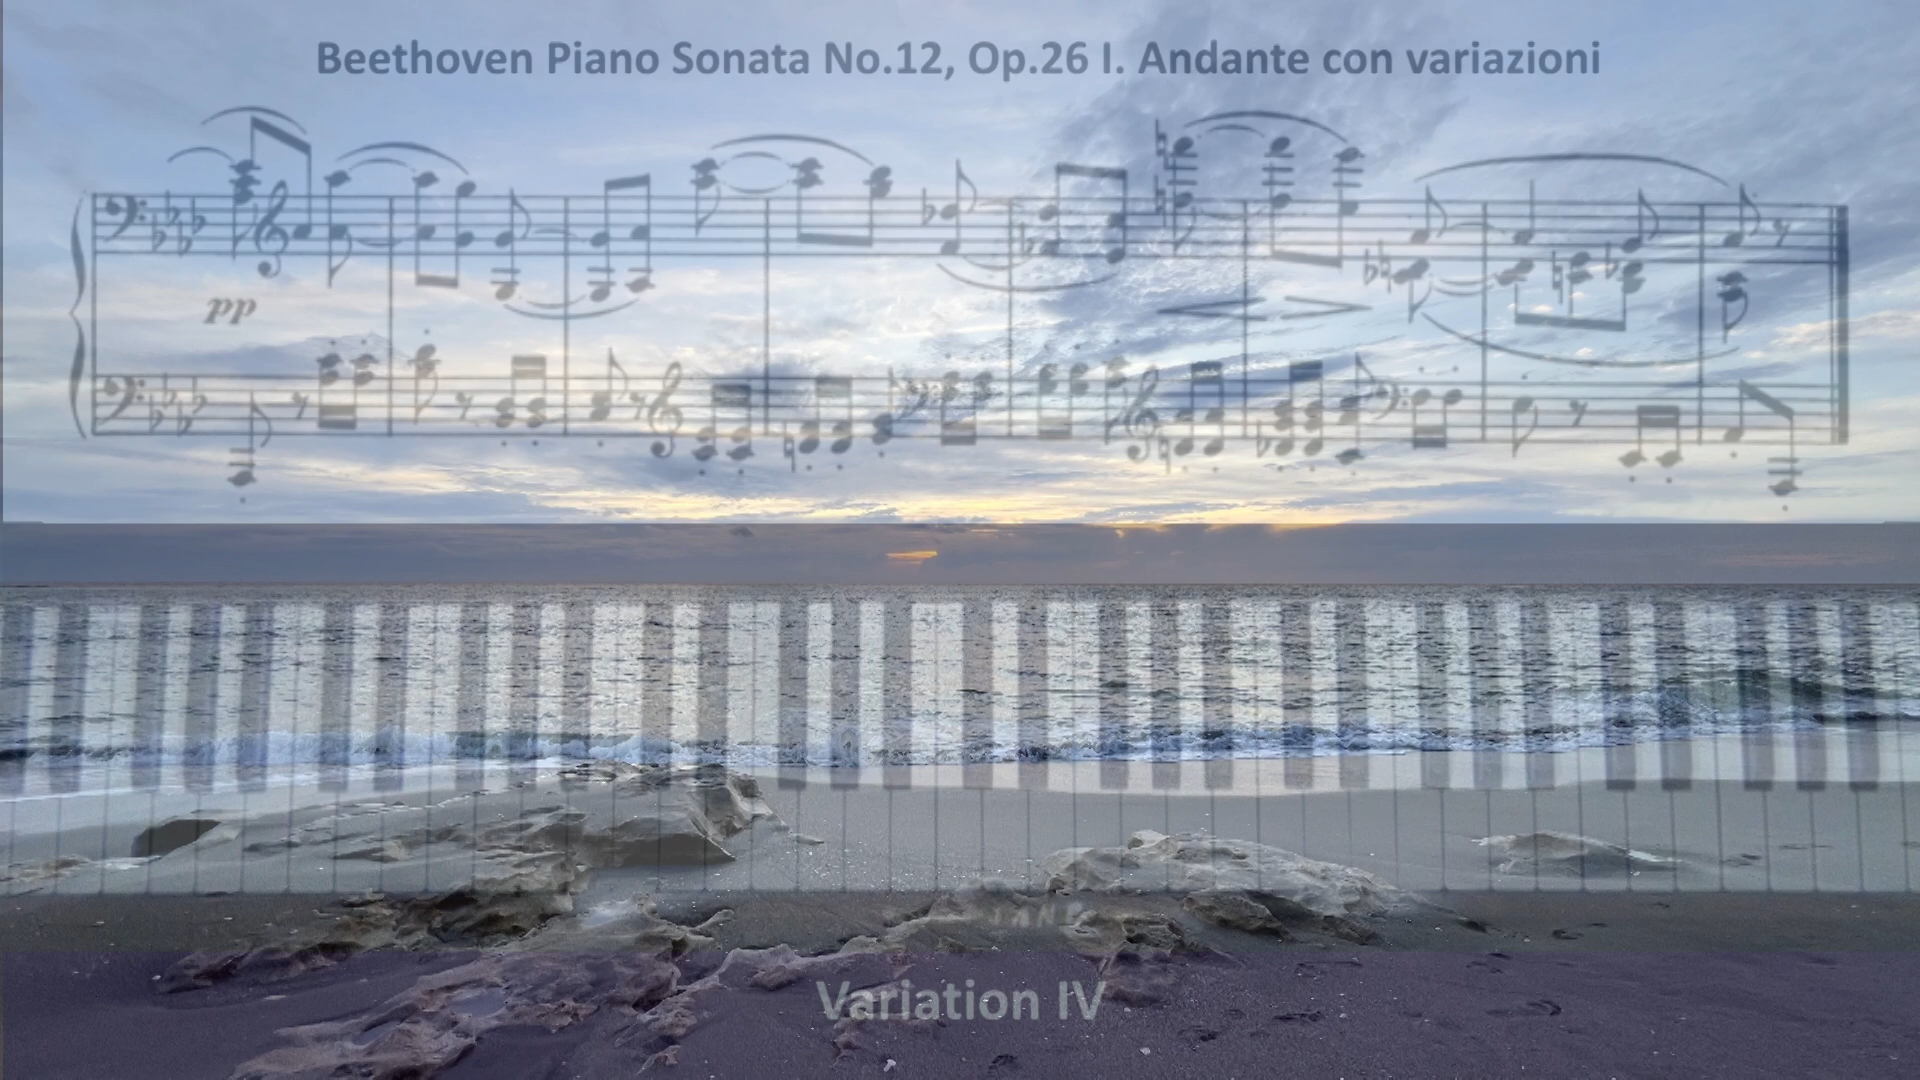 Beethoven Piano Sonata No.12, Op.26 I. Andante con variazioni
pp
Variation IV